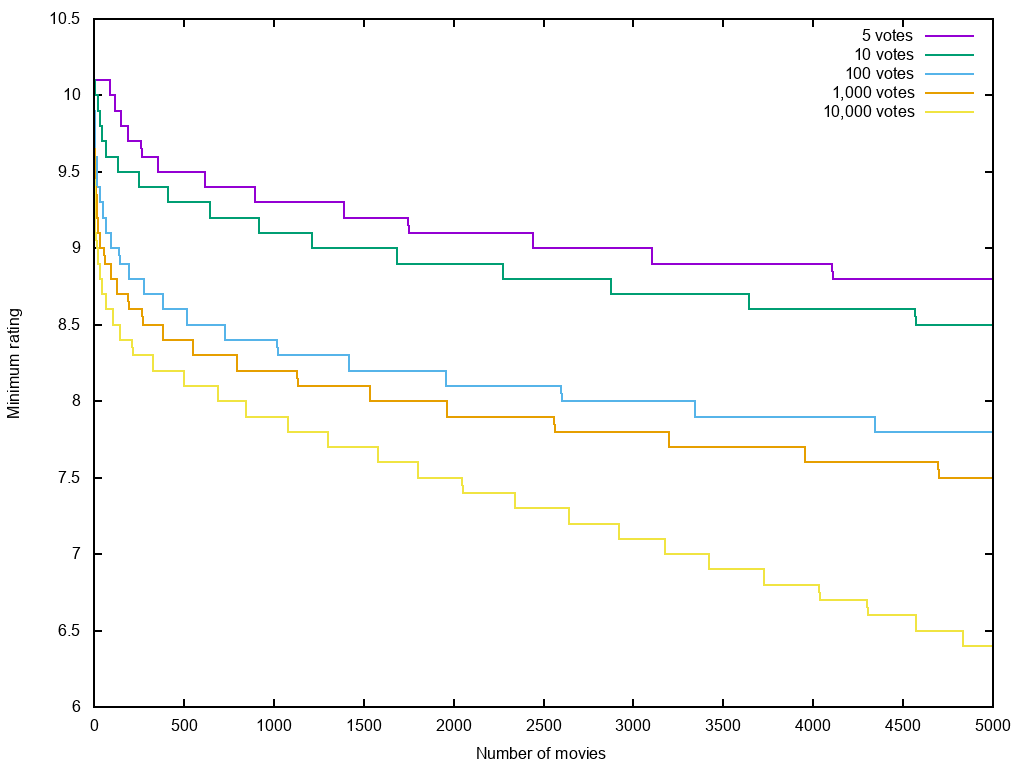 10.5
10
9.5
9
8.5
8
7.5
7
6.5
6
Minimum rating
5 votes
10 votes
100 votes
1,000 votes
10,000 votes
0 500 1000 1500 2000 2500 3000 3500 4000 4500 5000
Number of movies